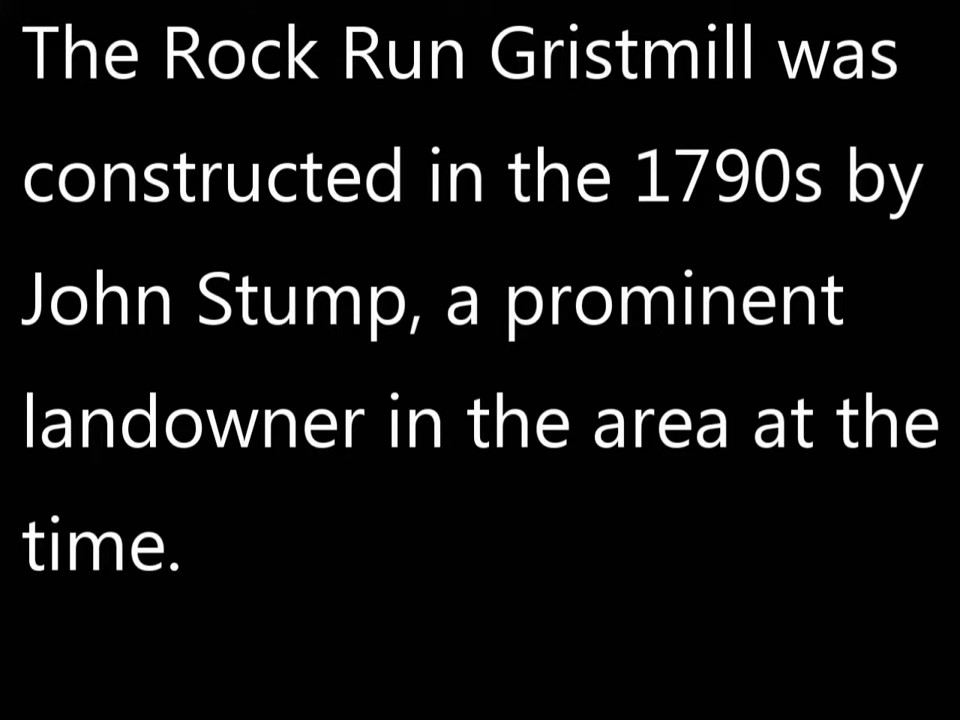 The Rock Run Gristmill was
constructed in the 1790s by
John Stump, a prominent
landowner in the area at the
time.